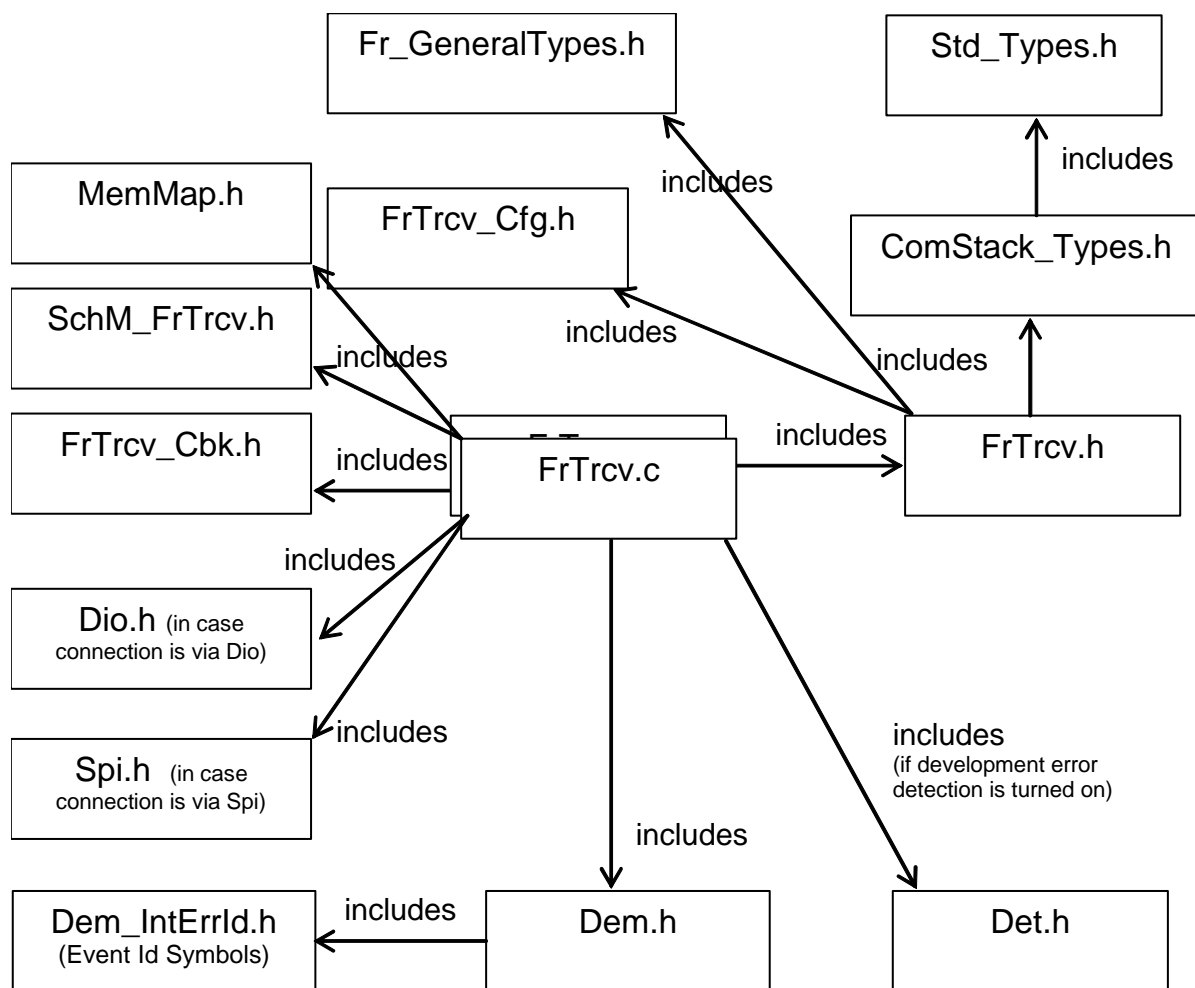 Fr_GeneralTypes.h
Std_Types.h
includes
MemMap.h
includes
FrTrcv_Cfg.h
ComStack_Types.h
SchM_FrTrcv.h
includes
includes
includes
FrTrcv_Cbk.h
includes
includes
FrTrcv.c
FrTrcv.h
includes
Dio.h (in case
connection is via Dio)
includes
Spi.h (in case
connection is via Spi)
includes
(if development error
detection is turned on)
includes
Dem_IntErrId.h
(Event Id Symbols)
includes
Dem.h
Det.h